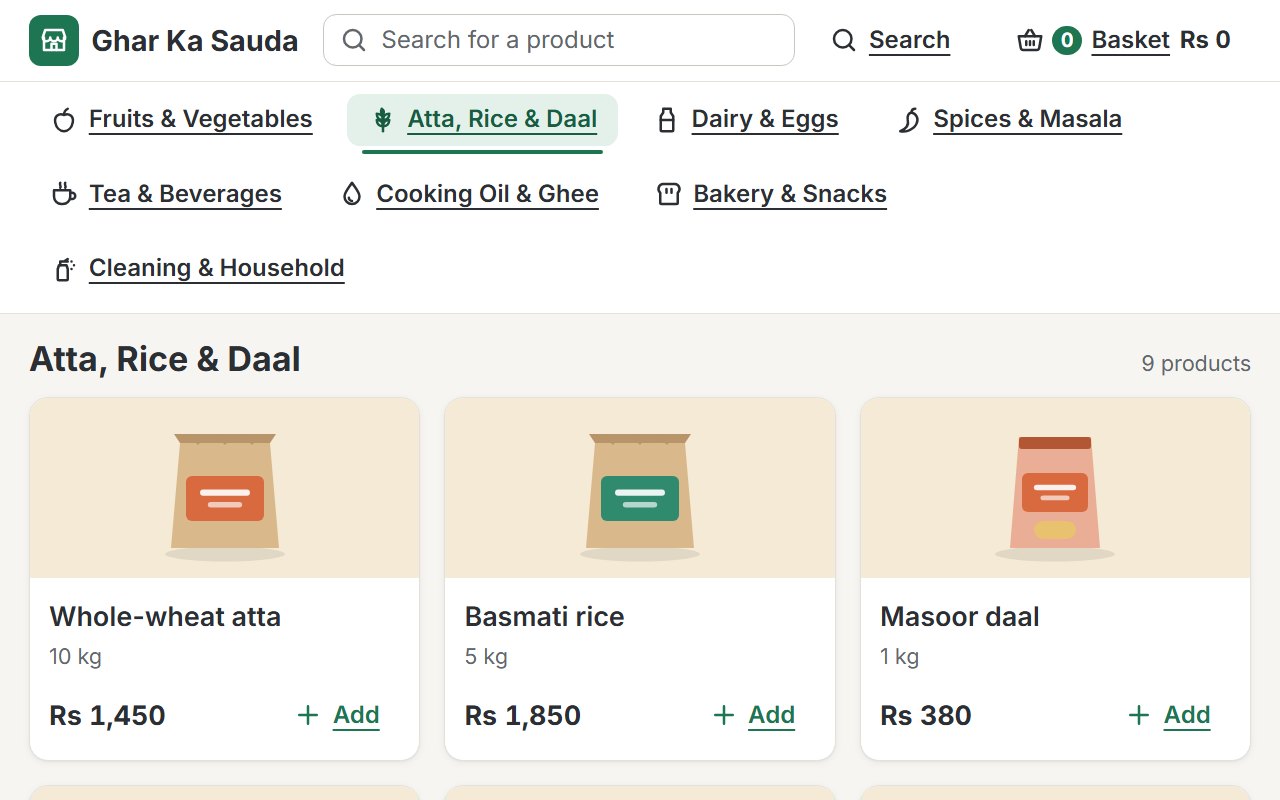 Ghar Ka Sauda
Search for a product
Search
0 Basket Rs 0
Fruits & Vegetables
Atta, Rice & Daal
Dairy & Eggs
Spices & Masala
Tea & Beverages
Cooking Oil & Ghee
Bakery & Snacks
Cleaning & Household
Atta, Rice & Daal
9 products
Whole-wheat atta
10 kg
Rs 1,450
+ Add
Basmati rice
5 kg
Rs 1,850
+ Add
Masoor daal
1 kg
Rs 380
+ Add